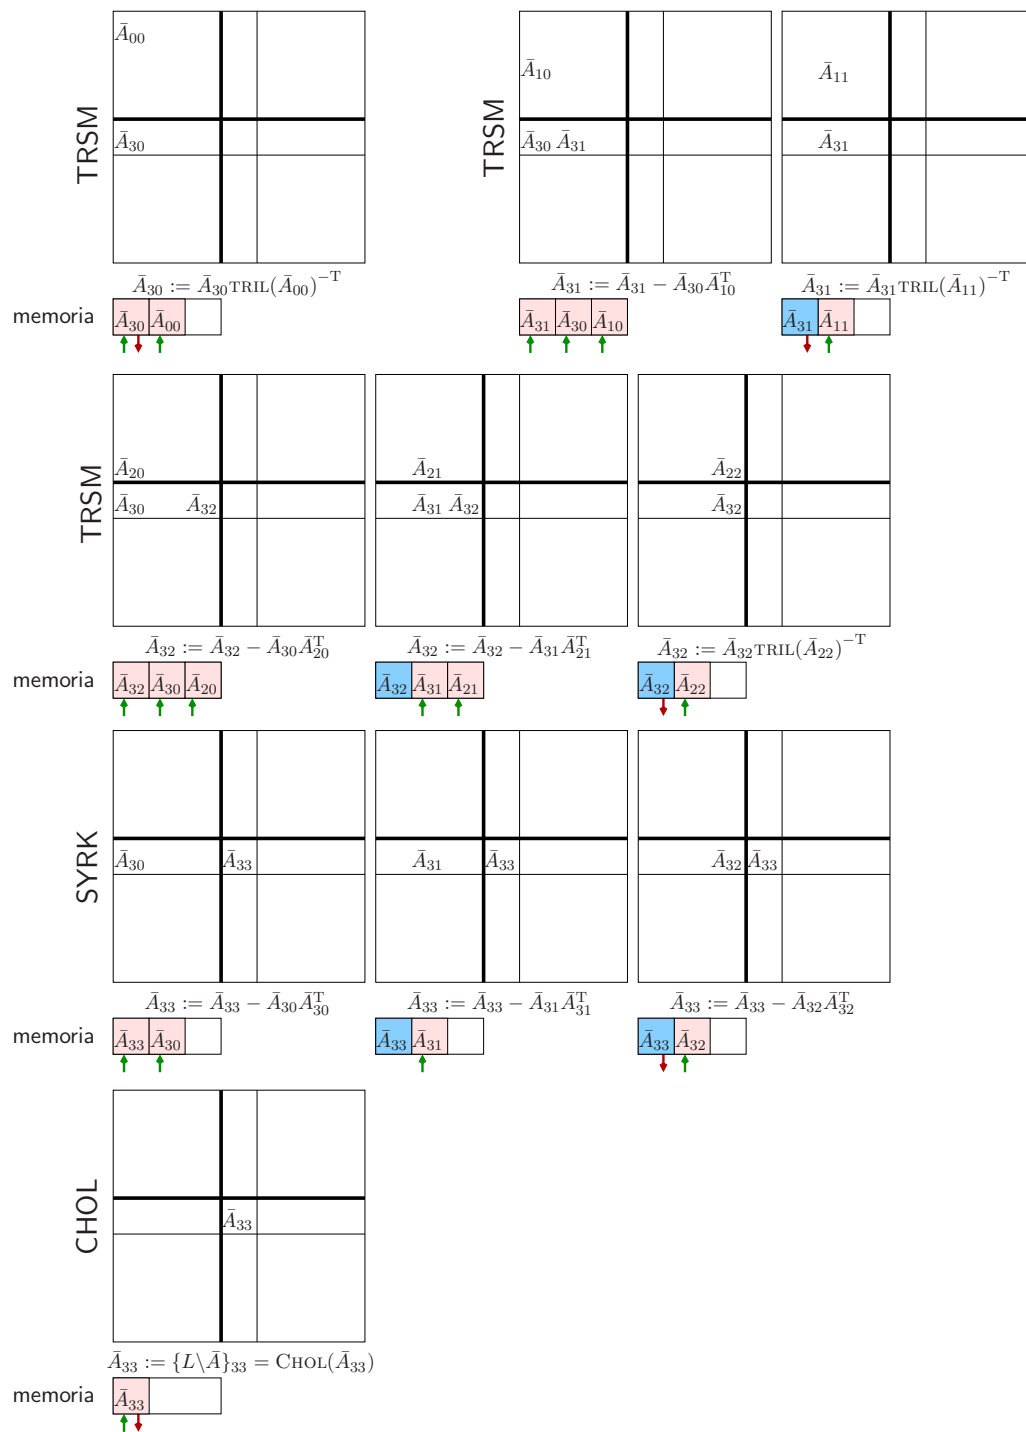 Ā₀₀
Ā₃₀
TRSM
Ā₃₀ := Ā₃₀TRIL(Ā₀₀)⁻ᵀ
memoria Ā₃₀ Ā₀₀
Ā₁₀
Ā₃₀ Ā₃₁
TRSM
Ā₃₁ := Ā₃₁ − Ā₃₀Ā₁₀ᵀ
Ā₃₁ Ā₃₀ Ā₁₀
Ā₁₁
Ā₃₁
Ā₃₁ := Ā₃₁TRIL(Ā₁₁)⁻ᵀ
Ā₃₁ Ā₁₁
Ā₂₀
Ā₃₀ Ā₃₂
TRSM
Ā₃₂ := Ā₃₂ − Ā₃₀Ā₂₀ᵀ
memoria Ā₃₂ Ā₃₀ Ā₂₀
Ā₂₁
Ā₃₁ Ā₃₂
Ā₃₂ := Ā₃₂ − Ā₃₁Ā₂₁ᵀ
Ā₃₂ Ā₃₁ Ā₂₁
Ā₂₂
Ā₃₂
Ā₃₂ := Ā₃₂TRIL(Ā₂₂)⁻ᵀ
Ā₃₂ Ā₂₂
SYRK
Ā₃₀ Ā₃₃
Ā₃₃ := Ā₃₃ − Ā₃₀Ā₃₀ᵀ
memoria Ā₃₃ Ā₃₀
Ā₃₁ Ā₃₃
Ā₃₃ := Ā₃₃ − Ā₃₁Ā₃₁ᵀ
Ā₃₃ Ā₃₁
Ā₃₂ Ā₃₃
Ā₃₃ := Ā₃₃ − Ā₃₂Ā₃₂ᵀ
Ā₃₃ Ā₃₂
CHOL
Ā₃₃
Ā₃₃ := {L\Ā}₃₃ = CHOL(Ā₃₃)
memoria Ā₃₃